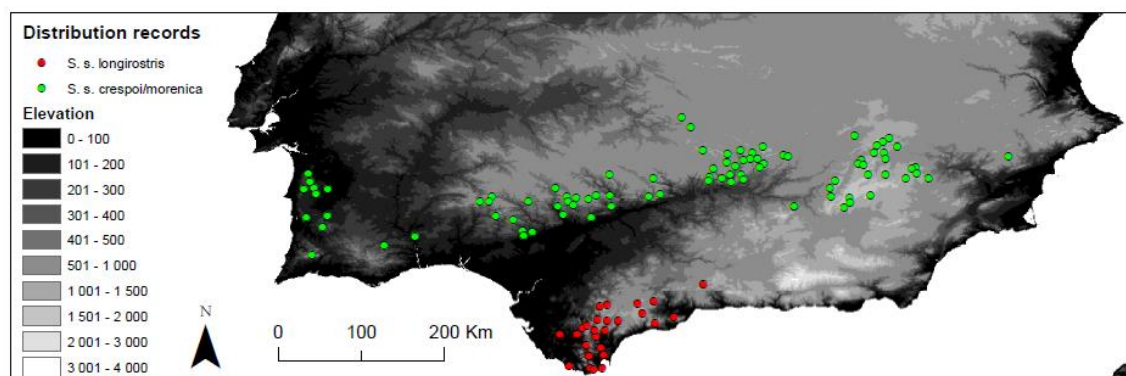 Distribution records
S. s. longirostris
S. s. crespoi/morenica
Elevation
0 - 100
101 - 200
201 - 300
301 - 400
401 - 500
501 - 1 000
1 001 - 1 500
1 501 - 2 000
2 001 - 3 000
3 001 - 4 000
N
0 100 200 Km